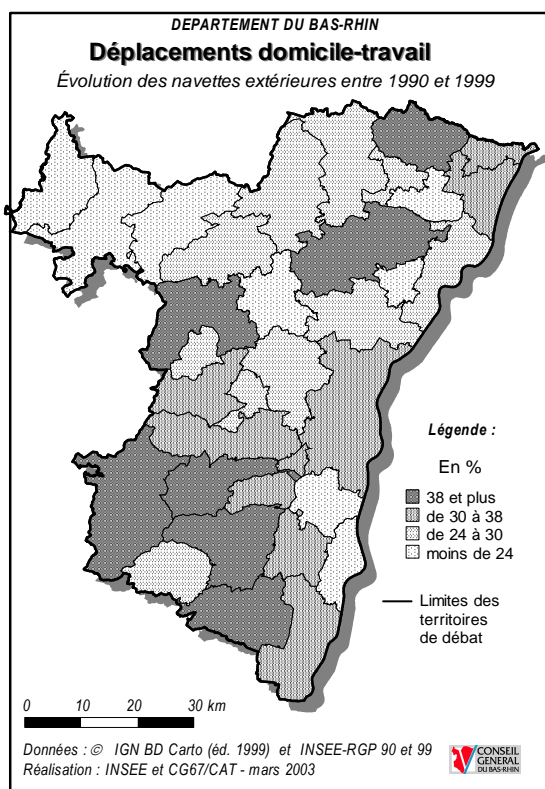 DEPARTEMENT DU BAS-RHIN
Déplacements domicile-travail
Évolution des navettes extérieures entre 1990 et 1999
Légende :
En %
38 et plus
de 30 à 38
de 24 à 30
moins de 24
Limites des
territoires
de débat
0 10 20 30 km
Données : © IGN BD Carto (éd. 1999) et INSEE-RGP 90 et 99
Réalisation : INSEE et CG67/CAT - mars 2003
CONSEIL
GENERAL
DU BAS-RHIN